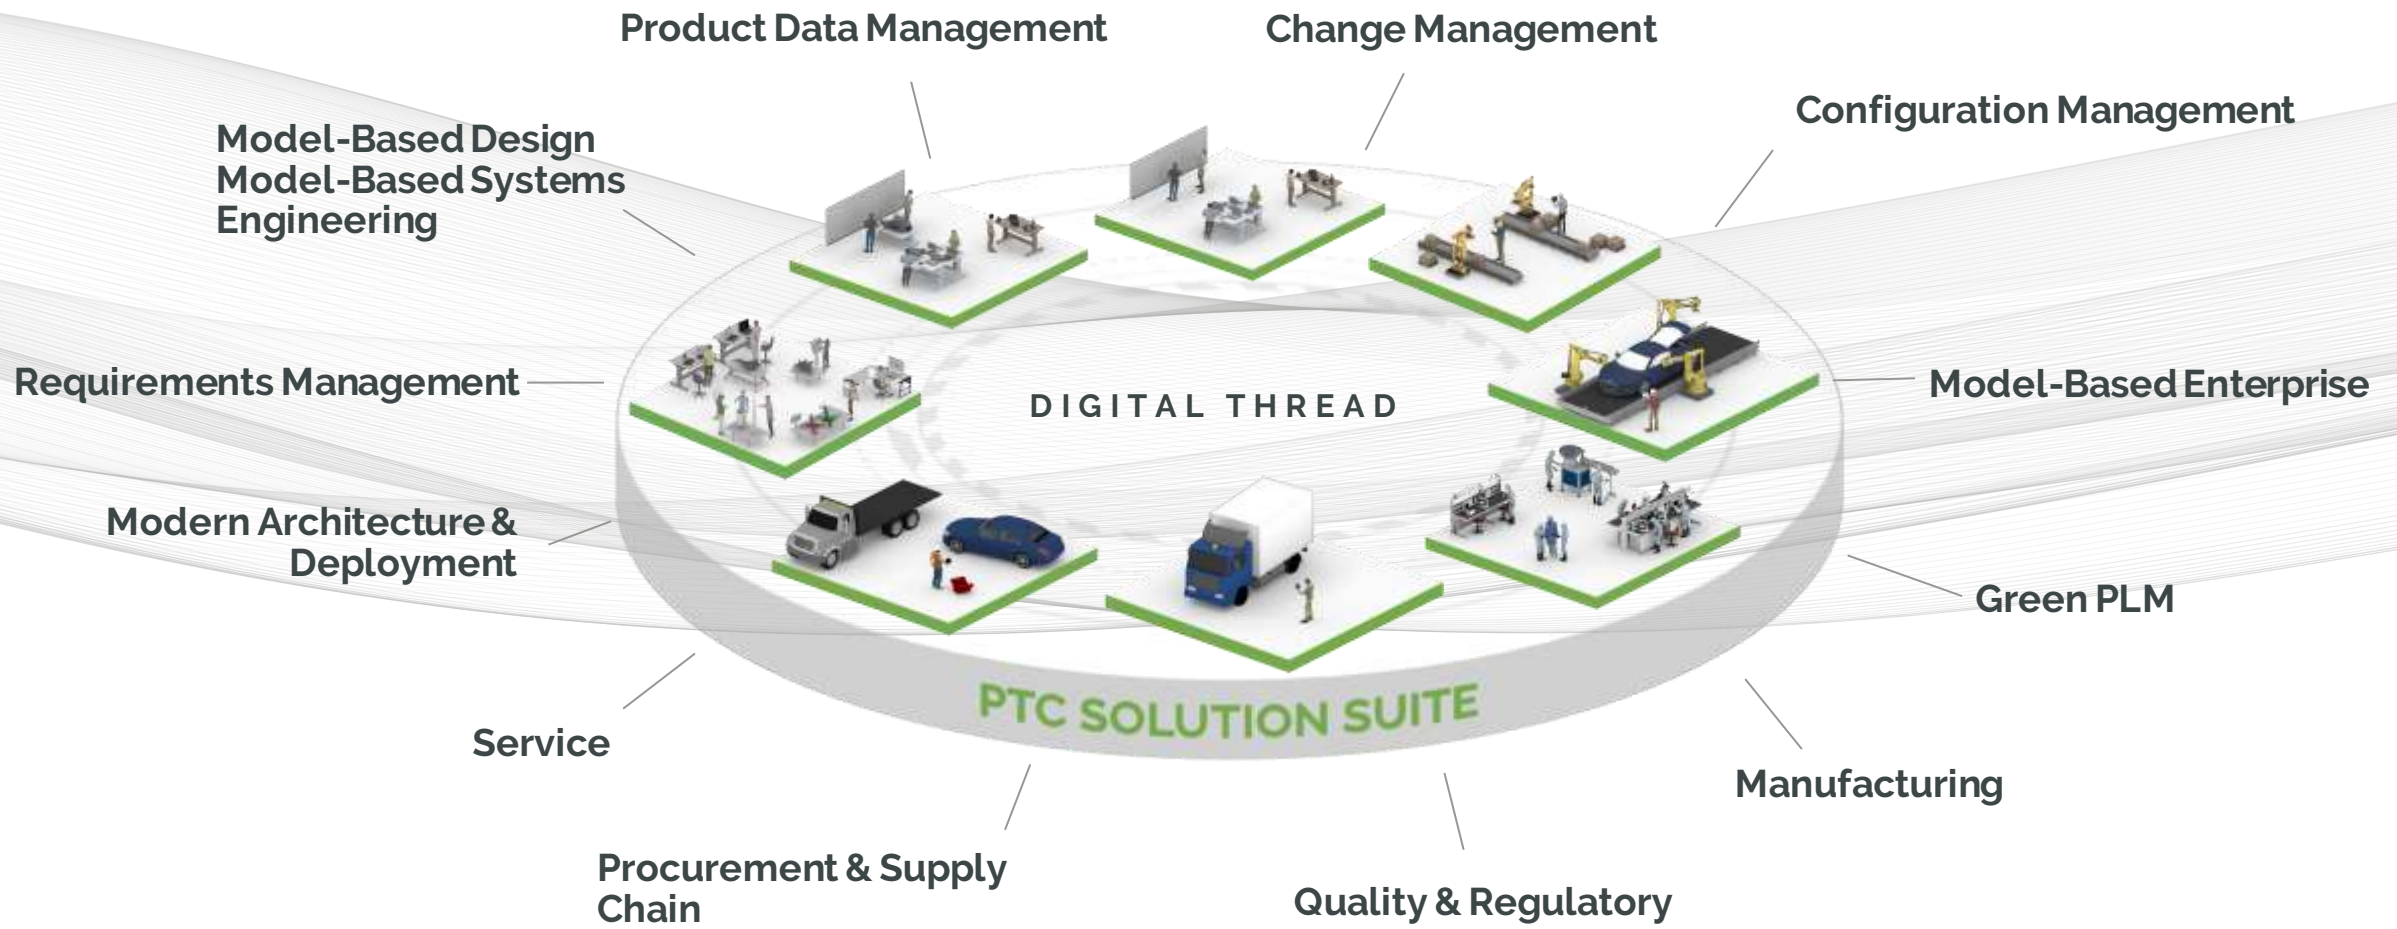 Product Data Management
Change Management
Configuration Management
Model-Based Design
Model-Based Systems
Engineering
Requirements Management
DIGITAL THREAD
Model-Based Enterprise
Modern Architecture &
Deployment
Green PLM
PTC SOLUTION SUITE
Service
Manufacturing
Procurement & Supply
Chain
Quality & Regulatory